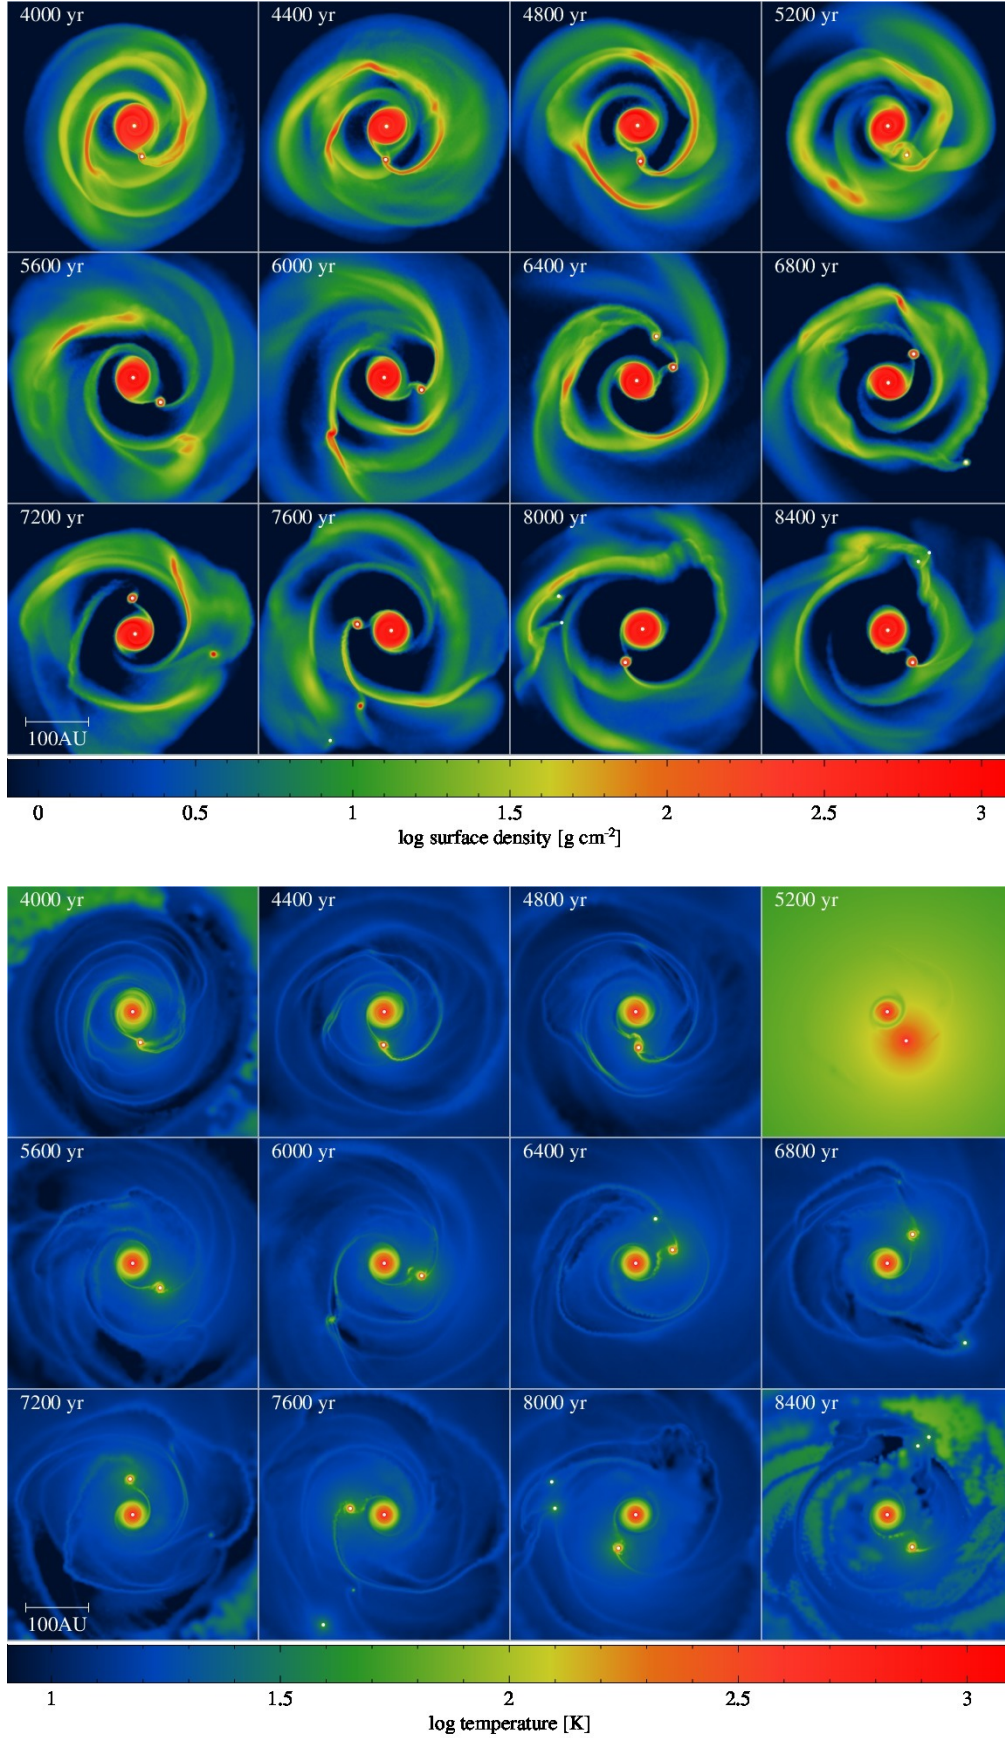 4000 yr 4400 yr 4800 yr 5200 yr
5600 yr 6000 yr 6400 yr 6800 yr
7200 yr 7600 yr 8000 yr 8400 yr
100AU
0 0.5 1 1.5 2 2.5 3
log surface density [g cm⁻²]
4000 yr 4400 yr 4800 yr 5200 yr
5600 yr 6000 yr 6400 yr 6800 yr
7200 yr 7600 yr 8000 yr 8400 yr
100AU
1 1.5 2 2.5 3
log temperature [K]